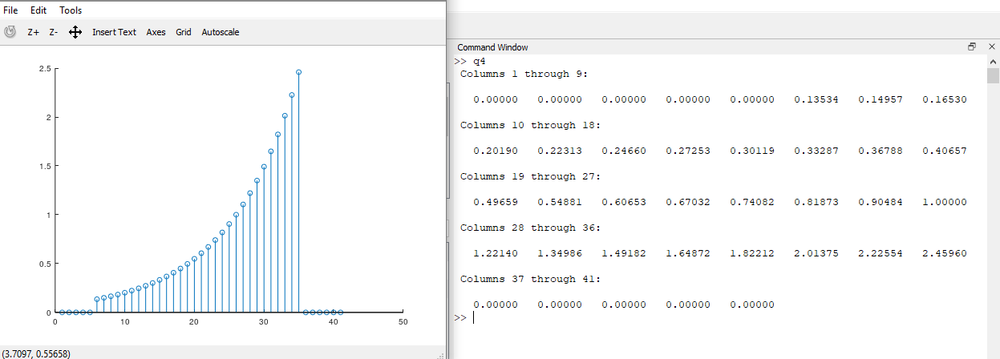 File Edit Tools
Z+ Z- Insert Text Axes Grid Autoscale
2.5
2
1.5
1
0.5
0
0 10 20 30 40 50
(3.7097, 0.55658)
Command Window
>> q4
Columns 1 through 9:
0.00000 0.00000 0.00000 0.00000 0.00000 0.13534 0.14957 0.16530
Columns 10 through 18:
0.20190 0.22313 0.24660 0.27253 0.30119 0.33287 0.36788 0.40657
Columns 19 through 27:
0.49659 0.54881 0.60653 0.67032 0.74082 0.81873 0.90484 1.00000
Columns 28 through 36:
1.22140 1.34986 1.49182 1.64872 1.82212 2.01375 2.22554 2.45960
Columns 37 through 41:
0.00000 0.00000 0.00000 0.00000 0.00000
>>